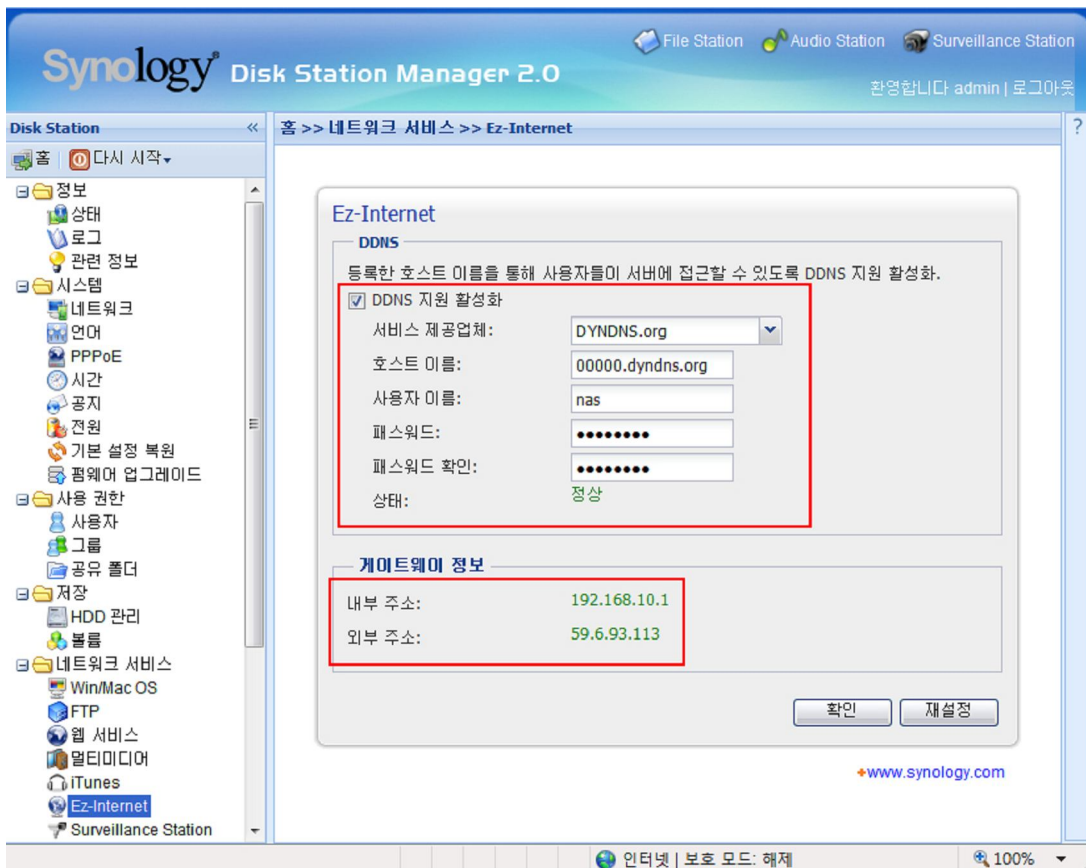 File Station Audio Station Surveillance Station
Synology® Disk Station Manager 2.0
환영합니다 admin | 로그아웃
Disk Station «
홈 >> 네트워크 서비스 >> Ez-Internet
?
홈 다시 시작
정보
상태
로그
관련 정보
시스템
네트워크
언어
PPPoE
시간
공지
전원
기본 설정 복원
펌웨어 업그레이드
사용 권한
사용자
그룹
공유 폴더
저장
HDD 관리
볼륨
네트워크 서비스
Win/Mac OS
FTP
웹 서비스
멀티미디어
iTunes
Ez-Internet
Surveillance Station
Ez-Internet
DDNS
등록한 호스트 이름을 통해 사용자들이 서버에 접근할 수 있도록 DDNS 지원 활성화.
DDNS 지원 활성화
서비스 제공업체: DYNDNS.org
호스트 이름: 00000.dyndns.org
사용자 이름: nas
패스워드: ••••••••
패스워드 확인: ••••••••
상태: 정상
게이트웨이 정보
내부 주소: 192.168.10.1
외부 주소: 59.6.93.113
확인 재설정
www.synology.com
인터넷 | 보호 모드: 해제 100%